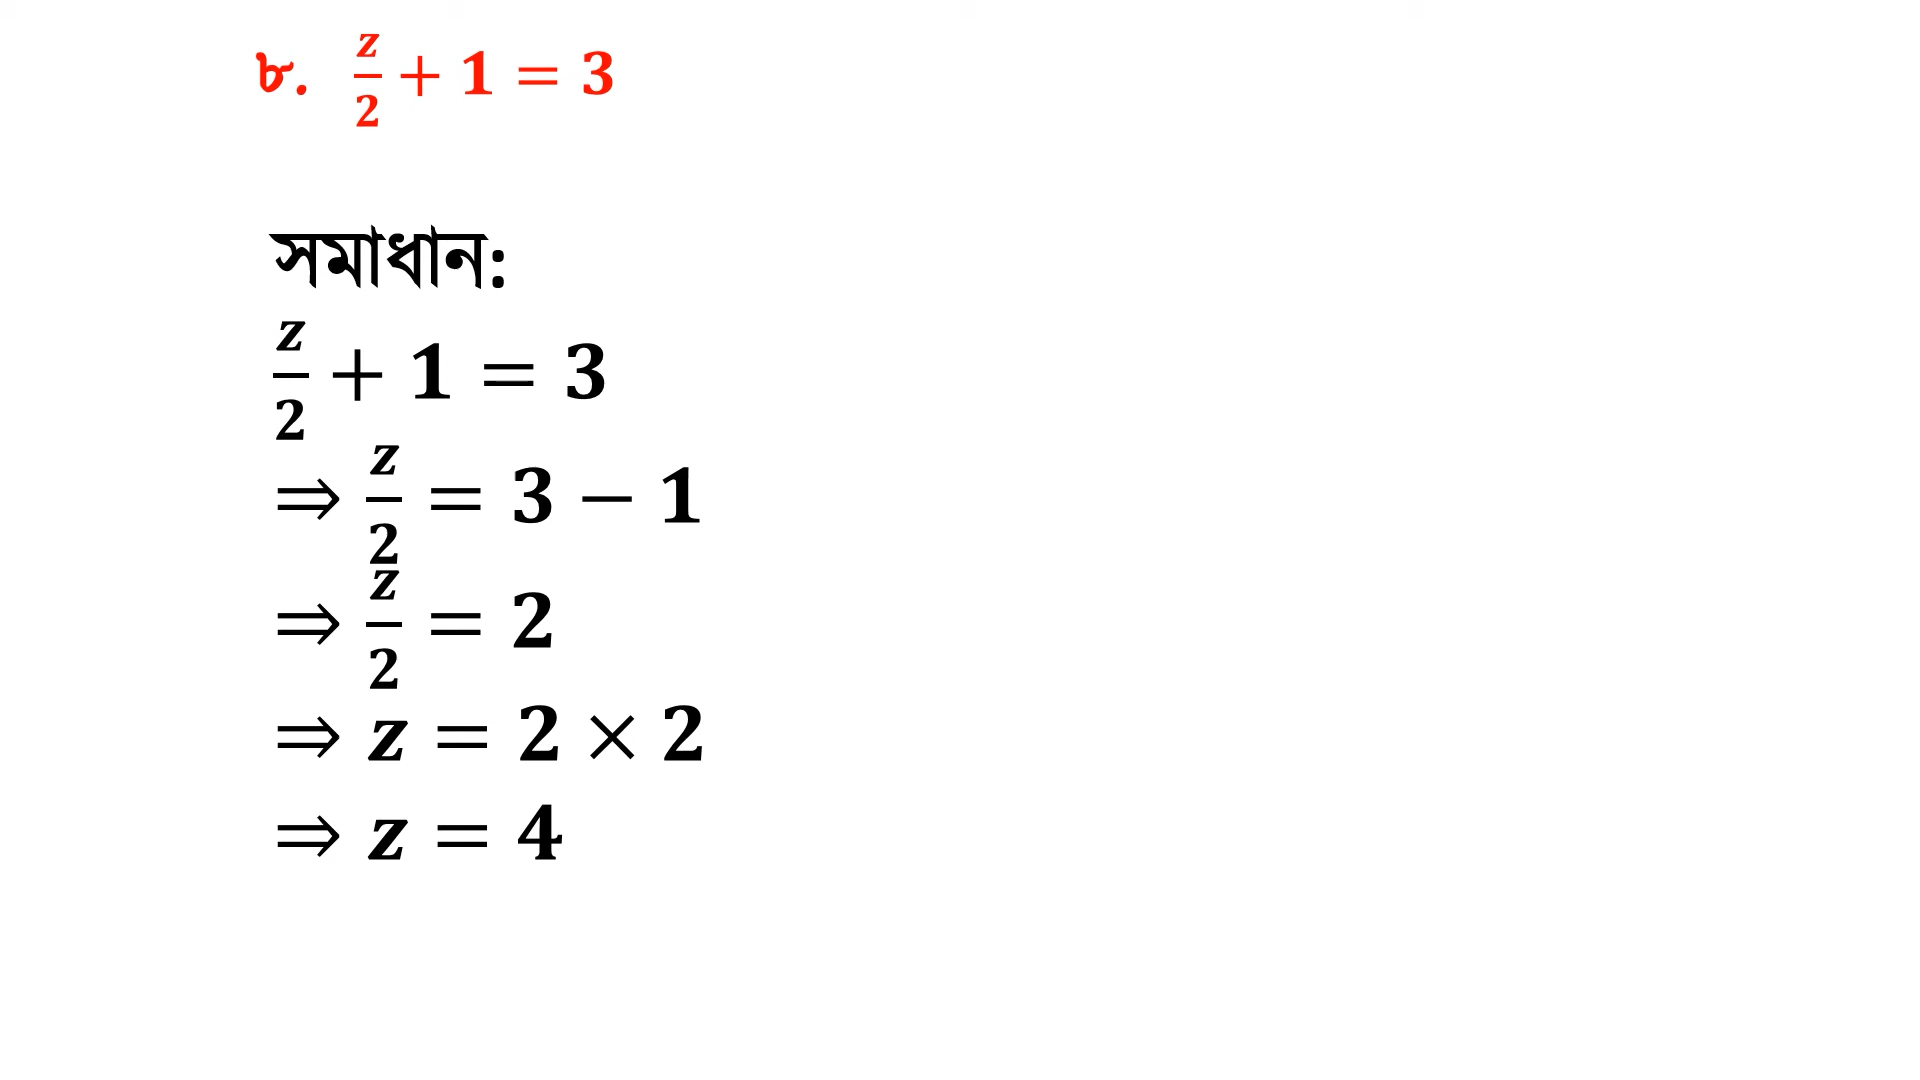 ৮. z/2 + 1 = 3
সমাধান:
z/2 + 1 = 3
⇒ z/2 = 3 − 1
⇒ z/2 = 2
⇒ z = 2 × 2
⇒ z = 4